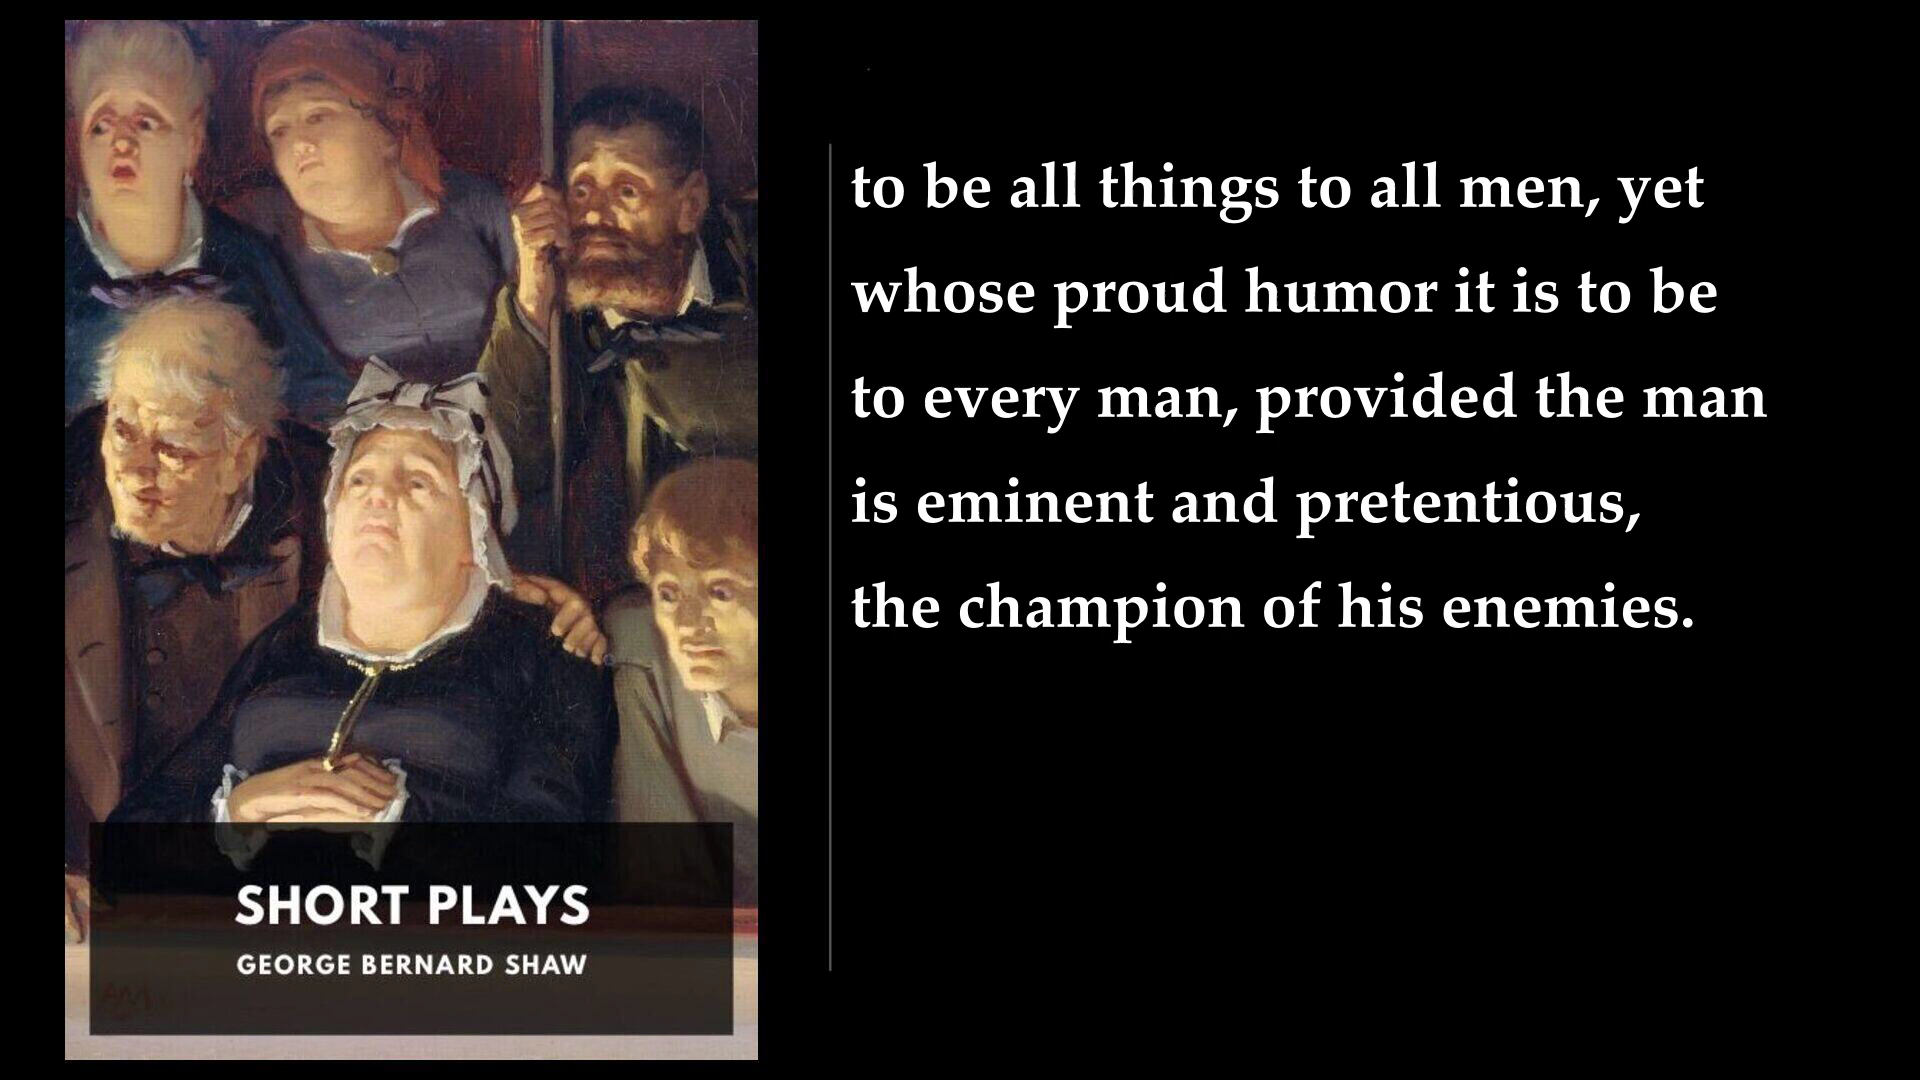 to be all things to all men, yet
whose proud humor it is to be
to every man, provided the man
is eminent and pretentious,
the champion of his enemies.
SHORT PLAYS
GEORGE BERNARD SHAW